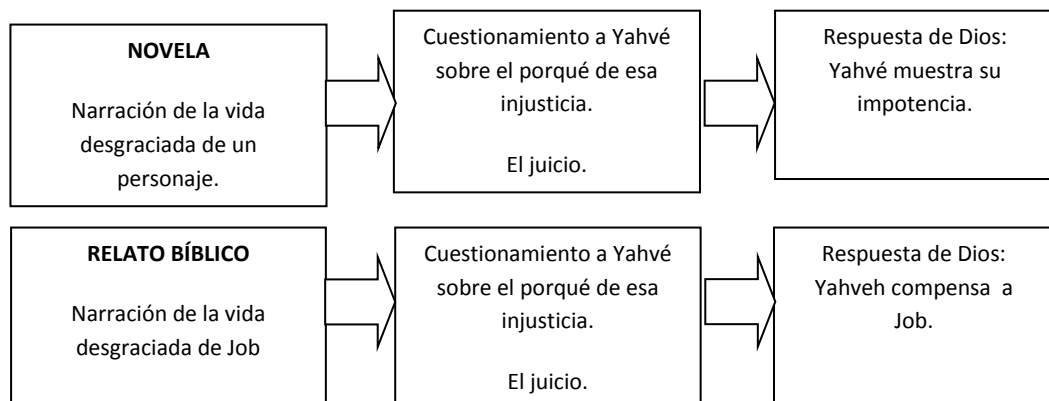 NOVELA
Narración de la vida
desgraciada de un
personaje.
Cuestionamiento a Yahvé
sobre el porqué de esa
injusticia.
El juicio.
Respuesta de Dios:
Yahvé muestra su
impotencia.
RELATO BÍBLICO
Narración de la vida
desgraciada de Job
Cuestionamiento a Yahvé
sobre el porqué de esa
injusticia.
El juicio.
Respuesta de Dios:
Yahveh compensa a
Job.